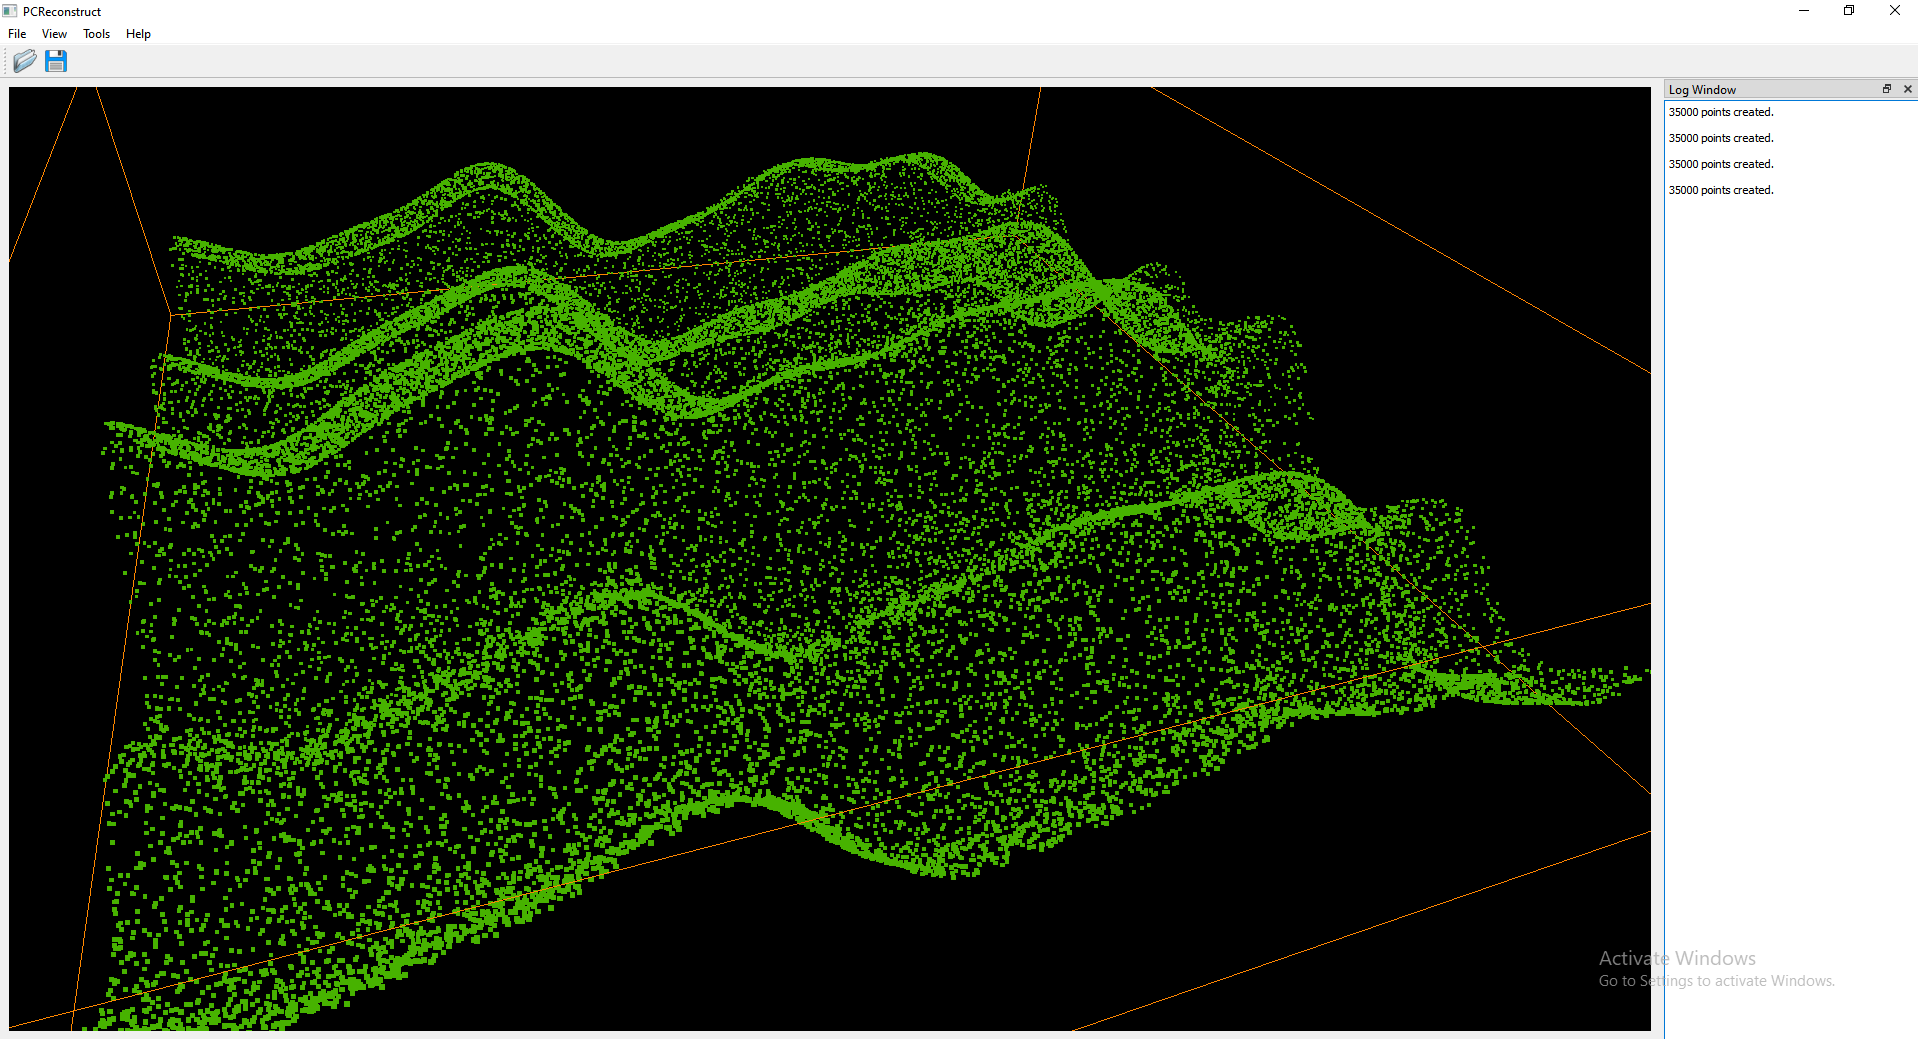 PCReconstruct
File View Tools Help
Log Window
35000 points created.
35000 points created.
35000 points created.
35000 points created.
Activate Windows
Go to Settings to activate Windows.